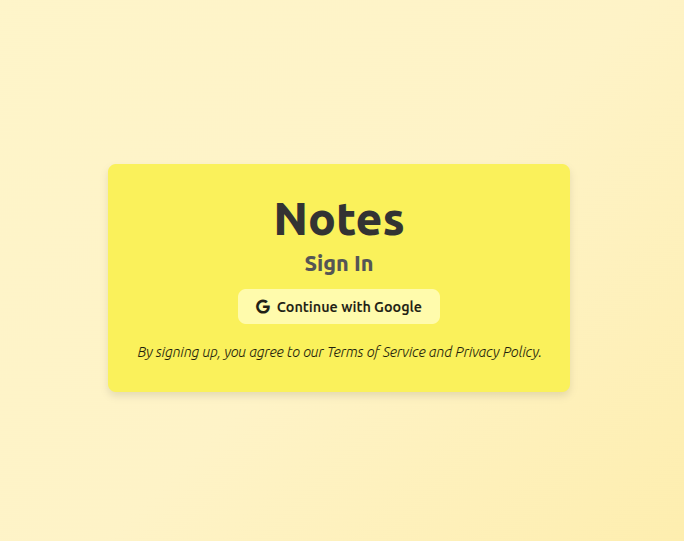 Notes
Sign In
Continue with Google
By signing up, you agree to our Terms of Service and Privacy Policy.